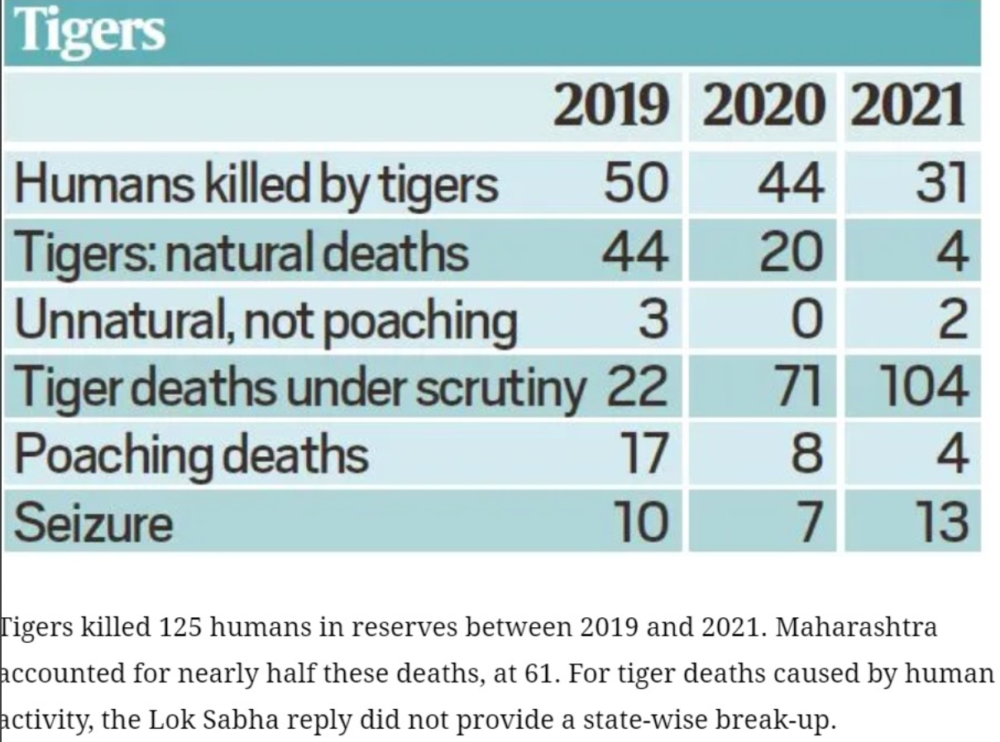 Tigers
2019 2020 2021
Humans killed by tigers 50 44 31
Tigers: natural deaths 44 20 4
Unnatural, not poaching 3 0 2
Tiger deaths under scrutiny 22 71 104
Poaching deaths 17 8 4
Seizure 10 7 13
Tigers killed 125 humans in reserves between 2019 and 2021. Maharashtra
accounted for nearly half these deaths, at 61. For tiger deaths caused by human
activity, the Lok Sabha reply did not provide a state-wise break-up.